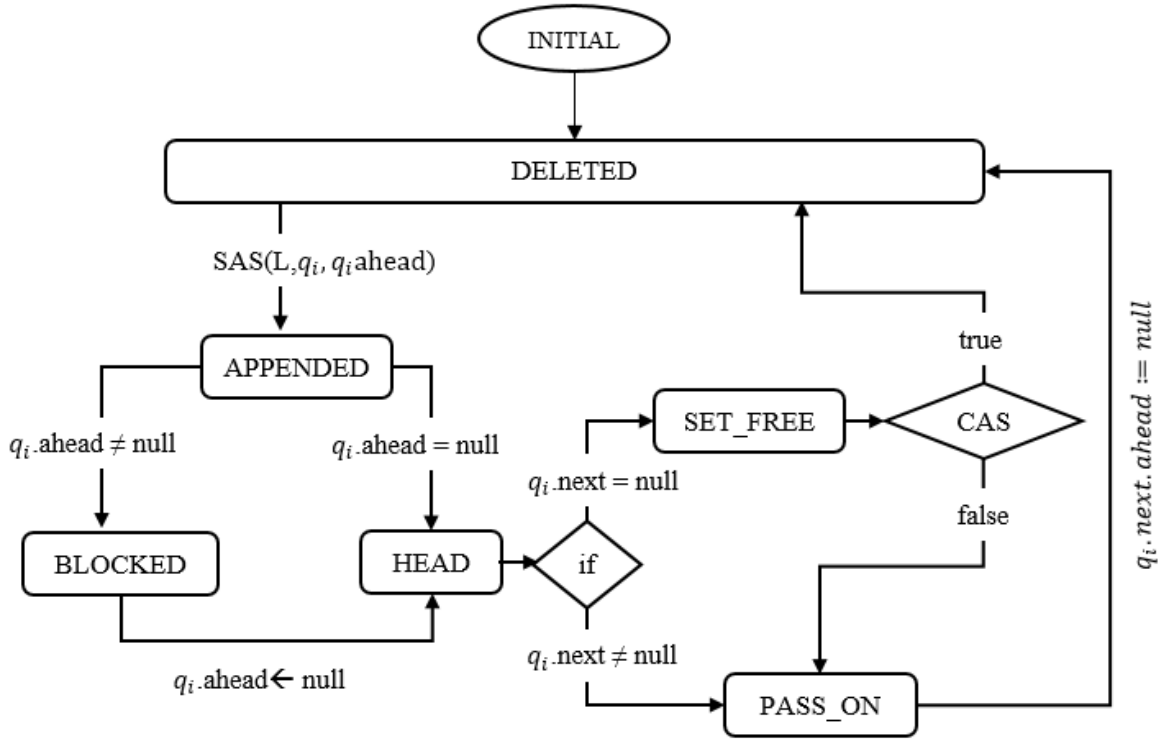 INITIAL
DELETED
SAS(L,qᵢ, qᵢahead)
true
APPENDED
qᵢ.next.ahead := null
SET_FREE
CAS
qᵢ.ahead ≠ null
qᵢ.ahead = null
qᵢ.next = null
false
BLOCKED
HEAD
if
qᵢ.next ≠ null
qᵢ.ahead← null
PASS_ON